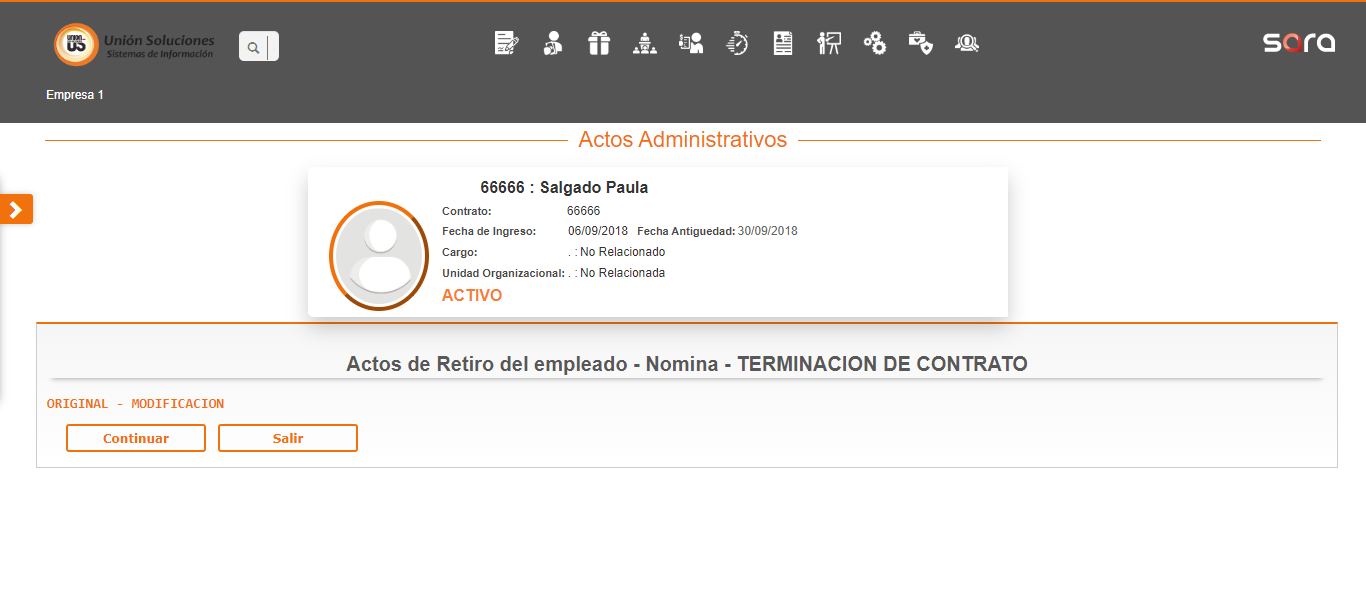 UNION
US
Unión Soluciones
Sistemas de Información
sara
Empresa 1
Actos Administrativos
66666 : Salgado Paula
Contrato: 66666
Fecha de Ingreso: 06/09/2018 Fecha Antiguedad: 30/09/2018
Cargo: . : No Relacionado
Unidad Organizacional: . : No Relacionada
ACTIVO
Actos de Retiro del empleado - Nomina - TERMINACION DE CONTRATO
ORIGINAL - MODIFICACION
Continuar Salir